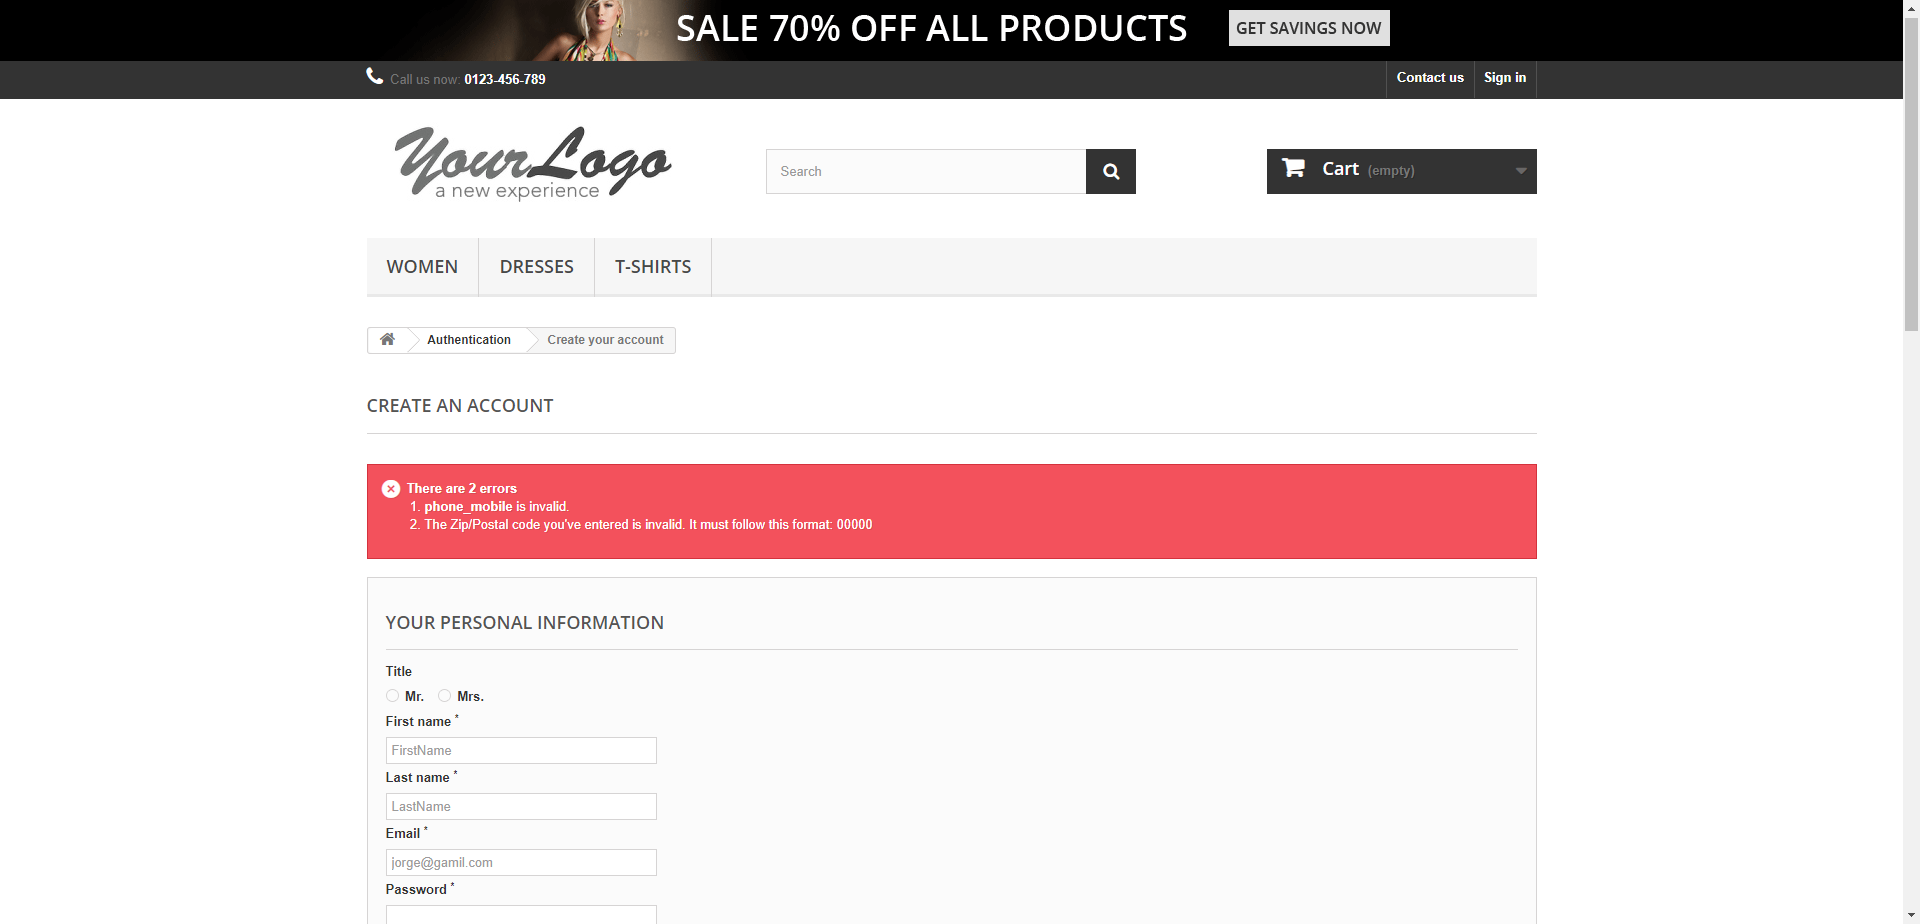 SALE 70% OFF ALL PRODUCTS GET SAVINGS NOW
Call us now: 0123-456-789 Contact us Sign in
YourLogo
a new experience
Search
Cart (empty)
WOMEN DRESSES T-SHIRTS
Authentication Create your account
CREATE AN ACCOUNT
There are 2 errors
1. phone_mobile is invalid.
2. The Zip/Postal code you've entered is invalid. It must follow this format: 00000
YOUR PERSONAL INFORMATION
Title
Mr. Mrs.
First name *
FirstName
Last name *
LastName
Email *
jorge@gamil.com
Password *